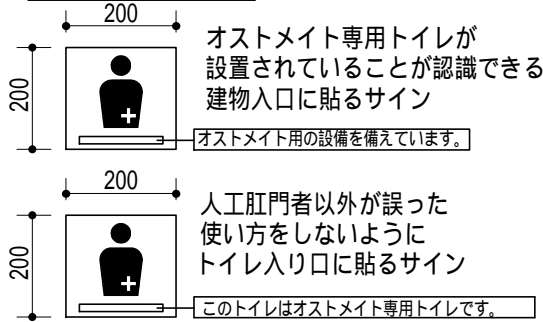 200
200
オストメイト専用トイレが
設置されていることが認識できる
建物入口に貼るサイン
オストメイト用の設備を備えています。
200
200
人工肛門者以外が誤った
使い方をしないように
トイレ入り口に貼るサイン
このトイレはオストメイト専用トイレです。